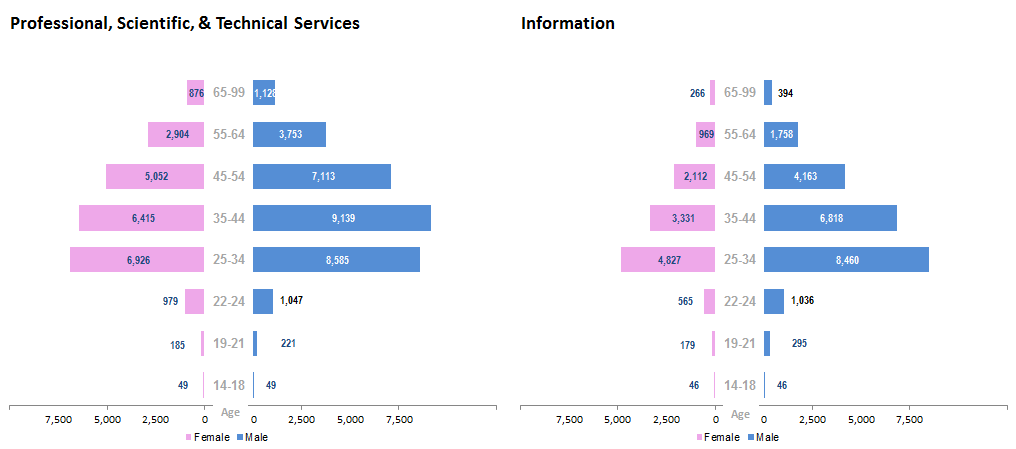 Professional, Scientific, & Technical Services
876 65-99 1,128
2,904 55-64 3,753
5,052 45-54 7,113
6,415 35-44 9,139
6,926 25-34 8,585
979 22-24 1,047
185 19-21 221
49 14-18 49
7,500 5,000 2,500 0 Age 0 2,500 5,000 7,500
Female Male
Information
266 65-99 394
969 55-64 1,758
2,112 45-54 4,163
3,331 35-44 6,818
4,827 25-34 8,460
565 22-24 1,036
179 19-21 295
46 14-18 46
7,500 5,000 2,500 0 Age 0 2,500 5,000 7,500
Female Male